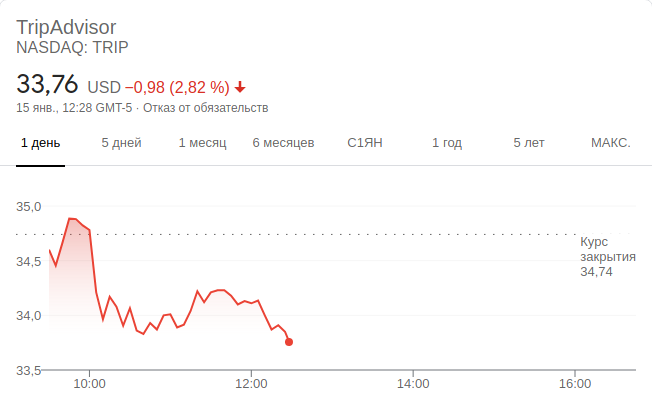 TripAdvisor
NASDAQ: TRIP
33,76 USD −0,98 (2,82 %)
15 янв., 12:28 GMT-5 · Отказ от обязательств
1 день 5 дней 1 месяц 6 месяцев С1ЯН 1 год 5 лет МАКС.
35,0
Курс
закрытия
34,5
34,74
34,0
33,5
10:00 12:00 14:00 16:00